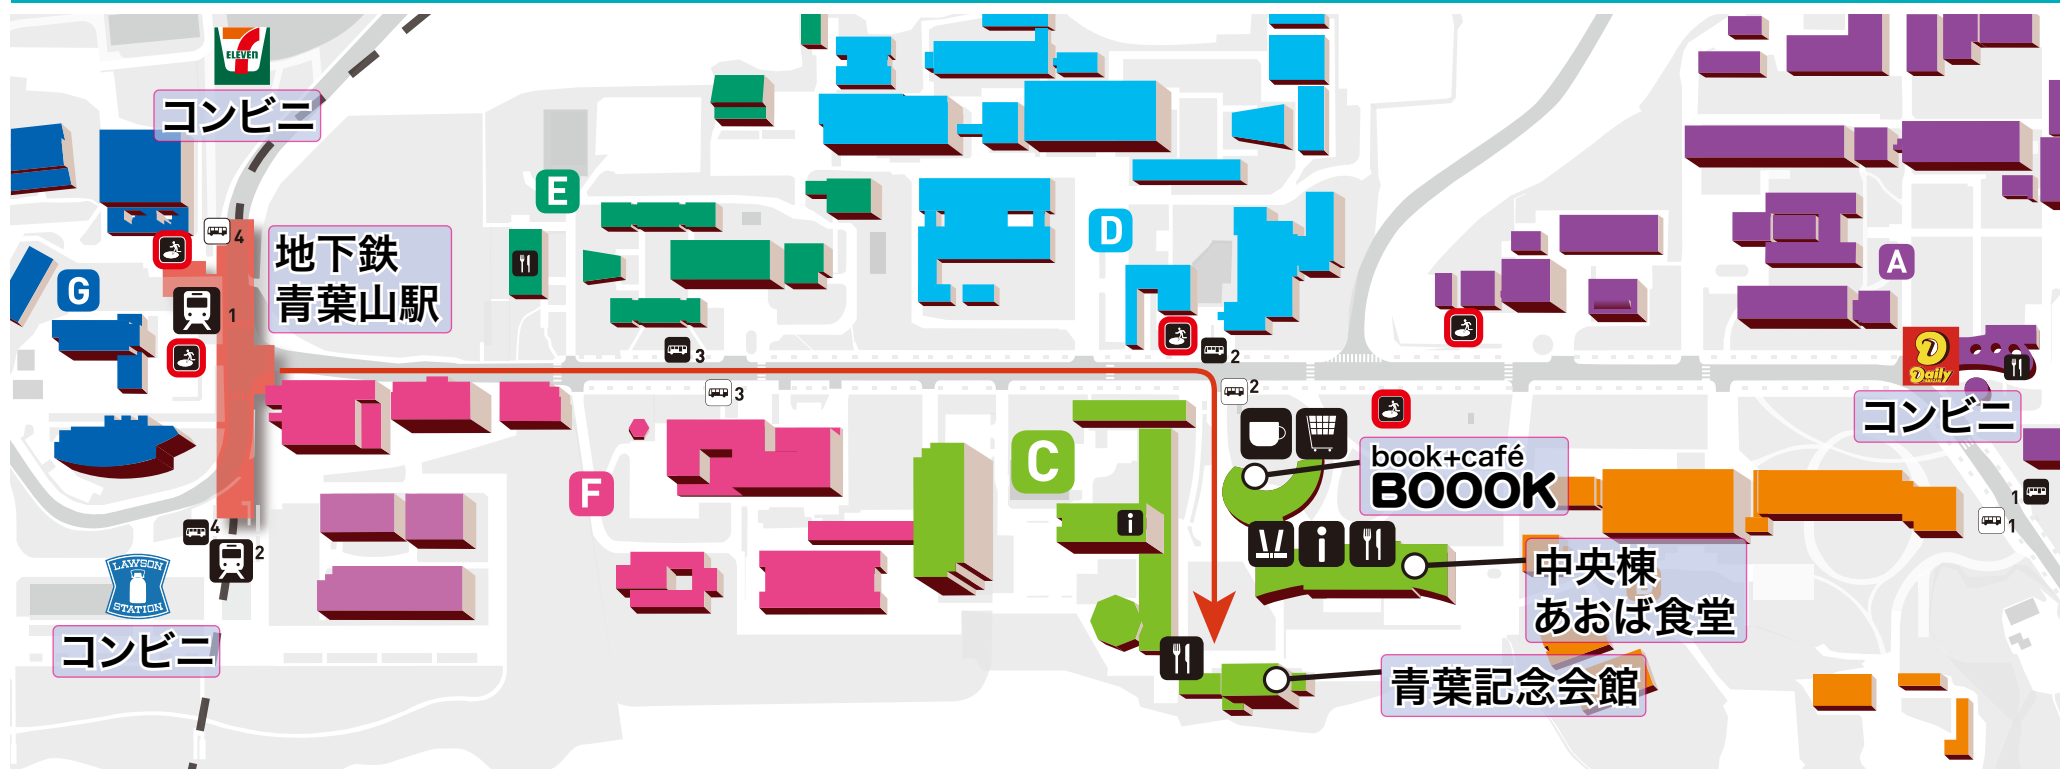 ELEVEN
コンビニ
4
地下鉄
青葉山駅
1
G
E
D
A
3
2
3
2
Daily
コンビニ
book+café
BOOOK
C
F
1
1
4
2
LAWSON
STATION
コンビニ
中央棟
あおば食堂
青葉記念会館